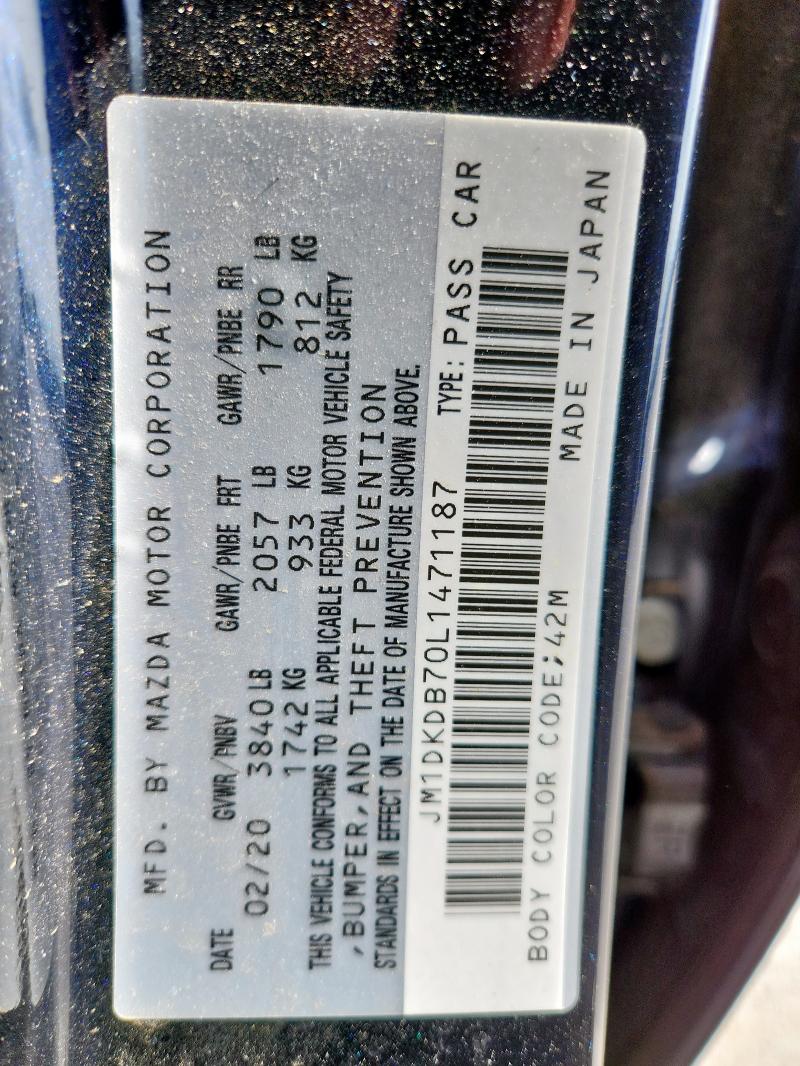 MFD. BY MAZDA MOTOR CORPORATION
DATE GVWR/PNBV GAWR/PNBE FRT GAWR/PNBE RR
02/20 3840 LB 2057 LB 1790 LB
1742 KG 933 KG 812 KG
THIS VEHICLE CONFORMS TO ALL APPLICABLE FEDERAL MOTOR VEHICLE SAFETY
,BUMPER,AND THEFT PREVENTION
STANDARDS IN EFFECT ON THE DATE OF MANUFACTURE SHOWN ABOVE.
JM1DKDB70L1471187 TYPE: PASS CAR
BODY COLOR CODE;42M MADE IN JAPAN